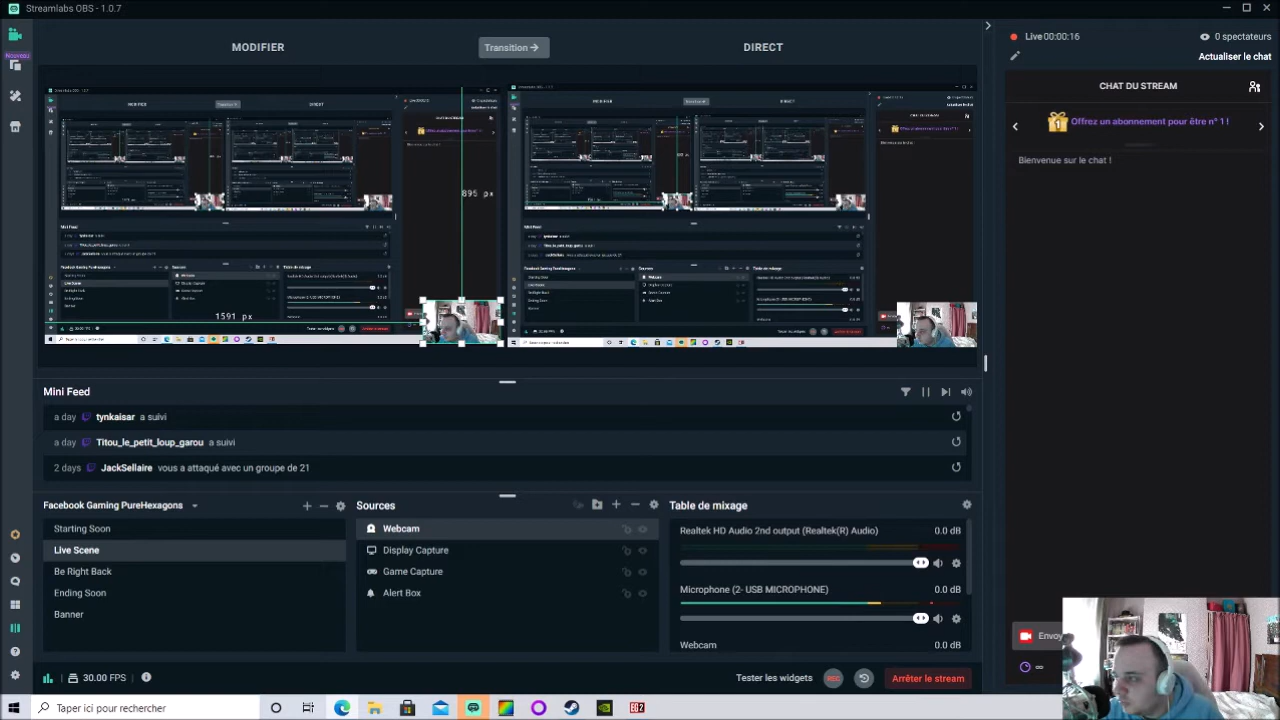 Streamlabs OBS - 1.0.7
MODIFIER
Transition
DIRECT
Live 00:00:16
0 spectateurs
Actualiser le chat
Nouveau
CHAT DU STREAM
Offrez un abonnement pour être n° 1 !
Bienvenue sur le chat !
895 px
1591 px
Mini Feed
a day tynkaisar a suivi
a day Titou_le_petit_loup_garou a suivi
2 days JackSellaire vous a attaqué avec un groupe de 21
Facebook Gaming PureHexagons
Starting Soon
Live Scene
Be Right Back
Ending Soon
Banner
Sources
Webcam
Display Capture
Game Capture
Alert Box
Table de mixage
Realtek HD Audio 2nd output (Realtek(R) Audio) 0.0 dB
Microphone (2- USB MICROPHONE) 0.0 dB
Webcam 0.0 dB
Envoy
30.00 FPS
Tester les widgets
REC
Arrêter le stream
Taper ici pour rechercher